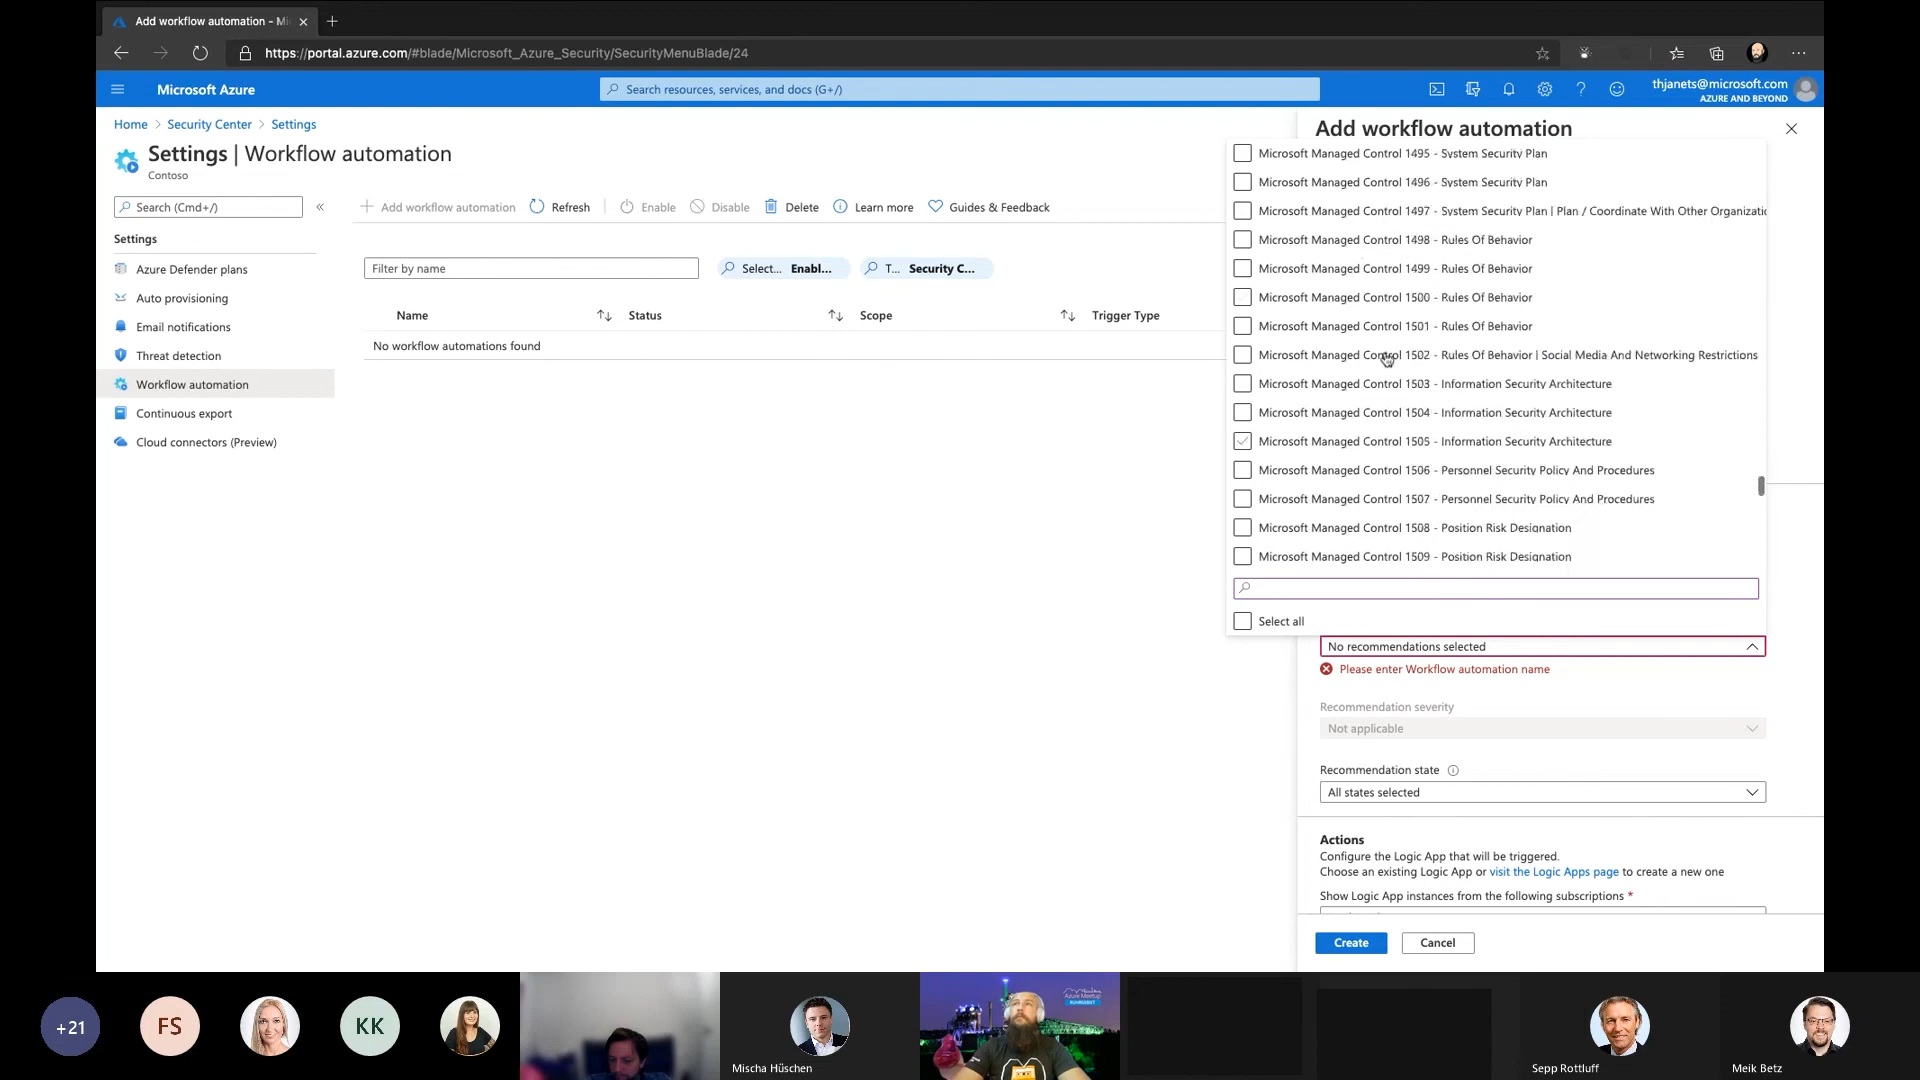 Add workflow automation - Mi
https://portal.azure.com/#blade/Microsoft_Azure_Security/SecurityMenuBlade/24
Microsoft Azure
Search resources, services, and docs (G+/)
thjanets@microsoft.com
AZURE AND BEYOND
Home > Security Center > Settings
Settings | Workflow automation
Contoso
Search (Cmd+/)
Settings
Azure Defender plans
Auto provisioning
Email notifications
Threat detection
Workflow automation
Continuous export
Cloud connectors (Preview)
Add workflow automation
Refresh
Enable
Disable
Delete
Learn more
Guides & Feedback
Filter by name
Select... Enabl...
T... Security C...
Name
Status
Scope
Trigger Type
No workflow automations found
Add workflow automation
Microsoft Managed Control 1495 - System Security Plan
Microsoft Managed Control 1496 - System Security Plan
Microsoft Managed Control 1497 - System Security Plan | Plan / Coordinate With Other Organizatio
Microsoft Managed Control 1498 - Rules Of Behavior
Microsoft Managed Control 1499 - Rules Of Behavior
Microsoft Managed Control 1500 - Rules Of Behavior
Microsoft Managed Control 1501 - Rules Of Behavior
Microsoft Managed Control 1502 - Rules Of Behavior | Social Media And Networking Restrictions
Microsoft Managed Control 1503 - Information Security Architecture
Microsoft Managed Control 1504 - Information Security Architecture
Microsoft Managed Control 1505 - Information Security Architecture
Microsoft Managed Control 1506 - Personnel Security Policy And Procedures
Microsoft Managed Control 1507 - Personnel Security Policy And Procedures
Microsoft Managed Control 1508 - Position Risk Designation
Microsoft Managed Control 1509 - Position Risk Designation
Select all
No recommendations selected
Please enter Workflow automation name
Recommendation severity
Not applicable
Recommendation state
All states selected
Actions
Configure the Logic App that will be triggered.
Choose an existing Logic App or visit the Logic Apps page to create a new one
Show Logic App instances from the following subscriptions *
Create
Cancel
+21
FS
KK
Mischa Hüschen
Azure Meetup
Sepp Rottluff
Meik Betz